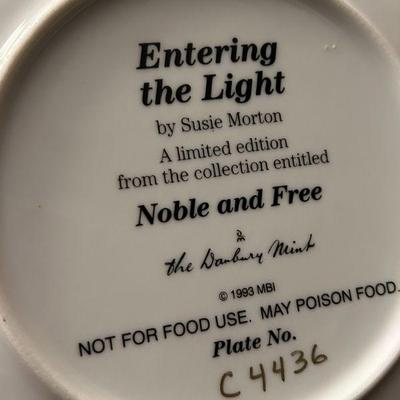 Entering
the Light
by Susie Morton
A limited edition
from the collection entitled
Noble and Free
the Danbury Mint
© 1993 MBI
NOT FOR FOOD USE. MAY POISON FOOD.
Plate No.
C 4436